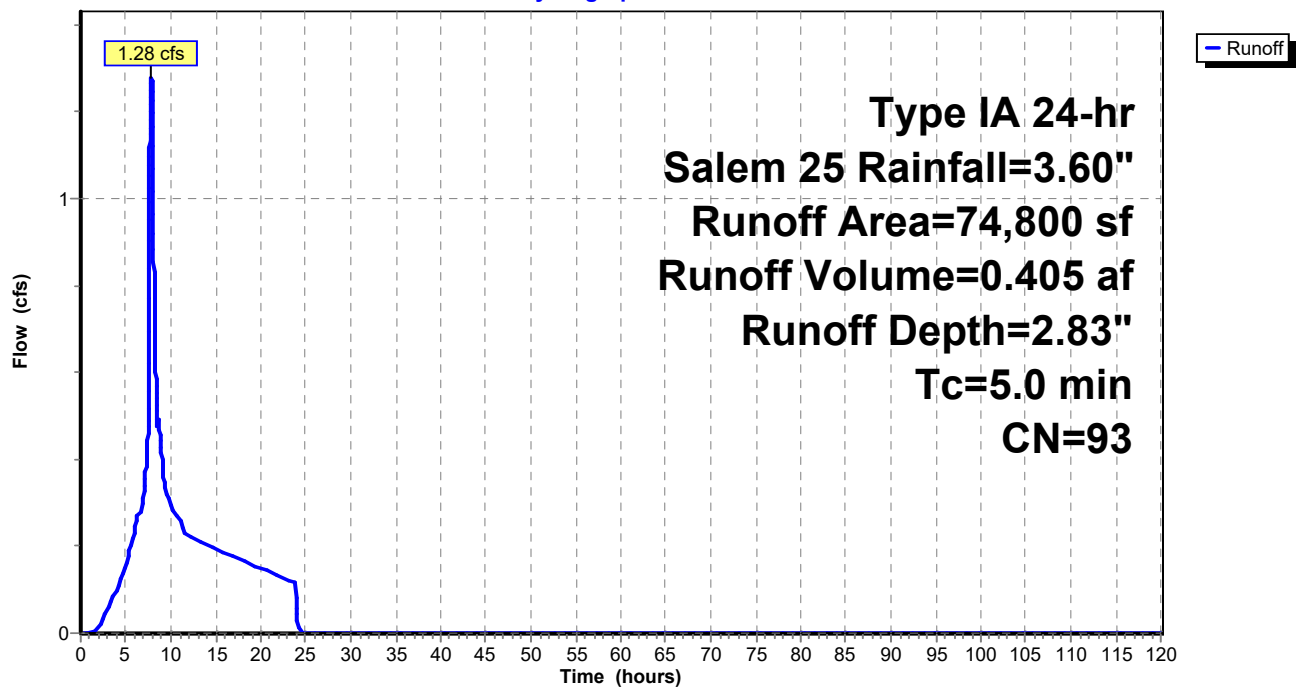 1.28 cfs
Runoff
Type IA 24-hr
Salem 25 Rainfall=3.60"
Runoff Area=74,800 sf
Runoff Volume=0.405 af
Runoff Depth=2.83"
Tc=5.0 min
CN=93
Flow (cfs)
1
0
0 5 10 15 20 25 30 35 40 45 50 55 60 65 70 75 80 85 90 95 100 105 110 115 120
Time (hours)